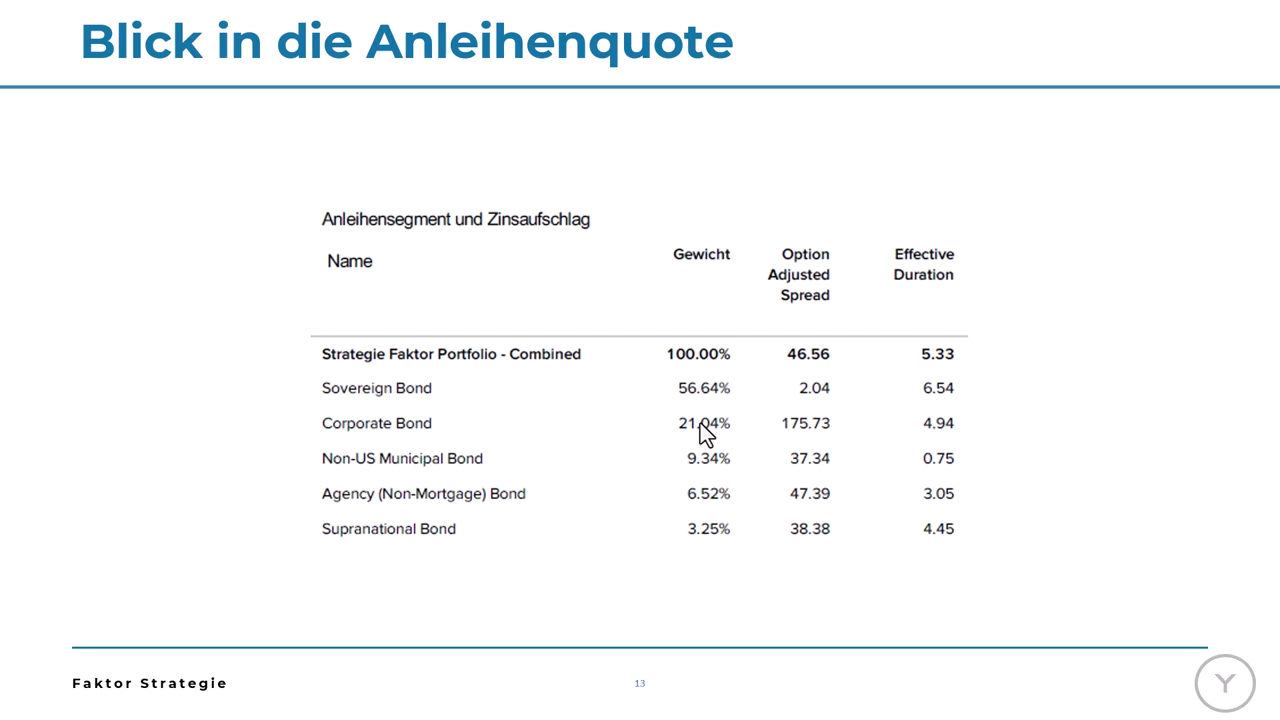 Blick in die Anleihenquote
Anleihensegment und Zinsaufschlag
Name Gewicht Option Adjusted Spread Effective Duration
Strategie Faktor Portfolio - Combined 100.00% 46.56 5.33
Sovereign Bond 56.64% 2.04 6.54
Corporate Bond 21.04% 175.73 4.94
Non-US Municipal Bond 9.34% 37.34 0.75
Agency (Non-Mortgage) Bond 6.52% 47.39 3.05
Supranational Bond 3.25% 38.38 4.45
Faktor Strategie 13 Y